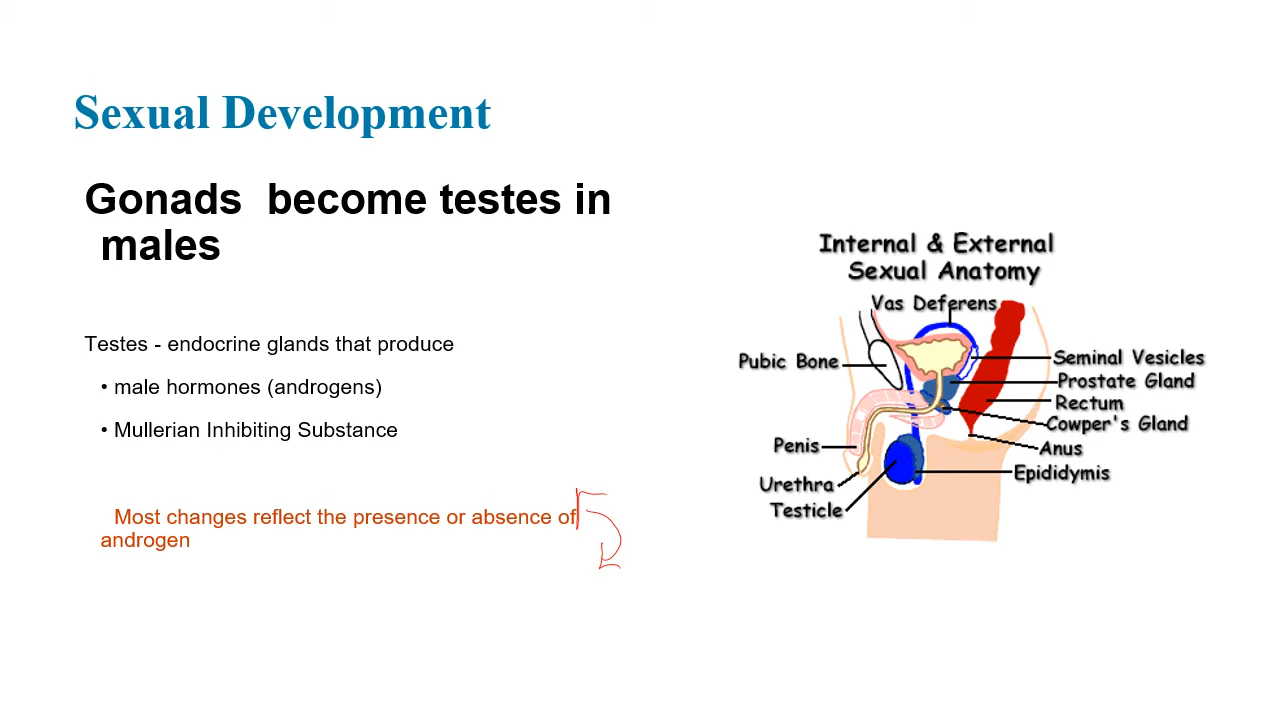 Sexual Development
Gonads become testes in
males
Testes - endocrine glands that produce
• male hormones (androgens)
• Mullerian Inhibiting Substance
Most changes reflect the presence or absence of
androgen
Internal & External
Sexual Anatomy
Vas Deferens
Pubic Bone
Seminal Vesicles
Prostate Gland
Rectum
Cowper's Gland
Penis
Anus
Epididymis
Urethra
Testicle